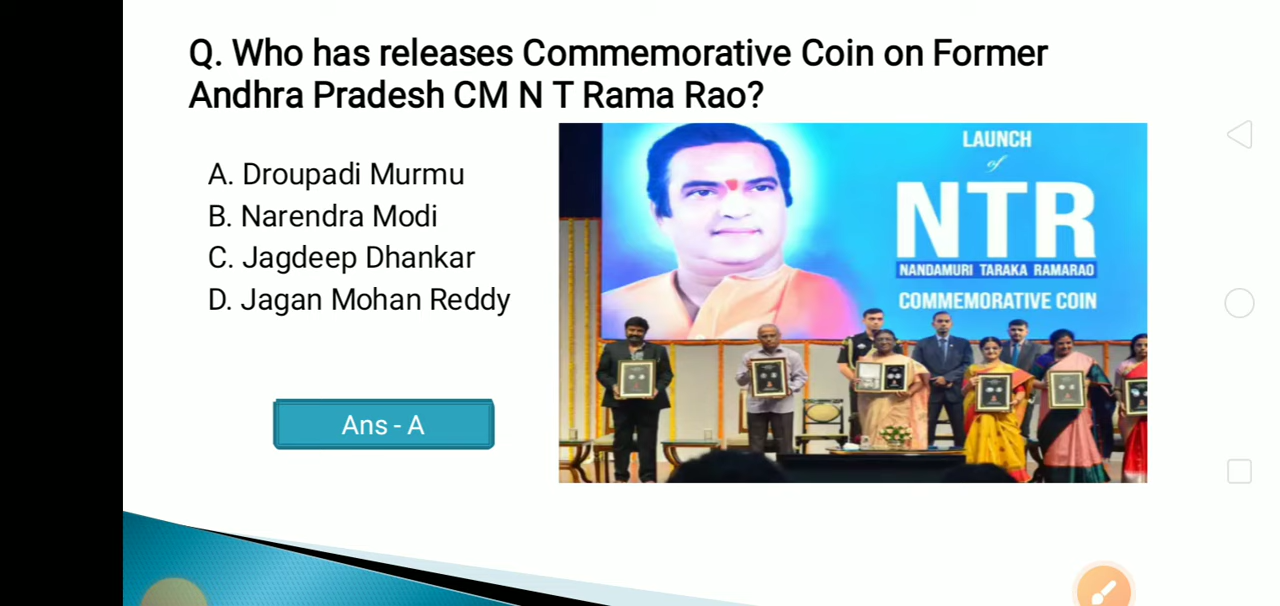 Q. Who has releases Commemorative Coin on Former
Andhra Pradesh CM N T Rama Rao?
A. Droupadi Murmu
B. Narendra Modi
C. Jagdeep Dhankar
D. Jagan Mohan Reddy
Ans - A
LAUNCH
of
NTR
NANDAMURI TARAKA RAMARAO
COMMEMORATIVE COIN